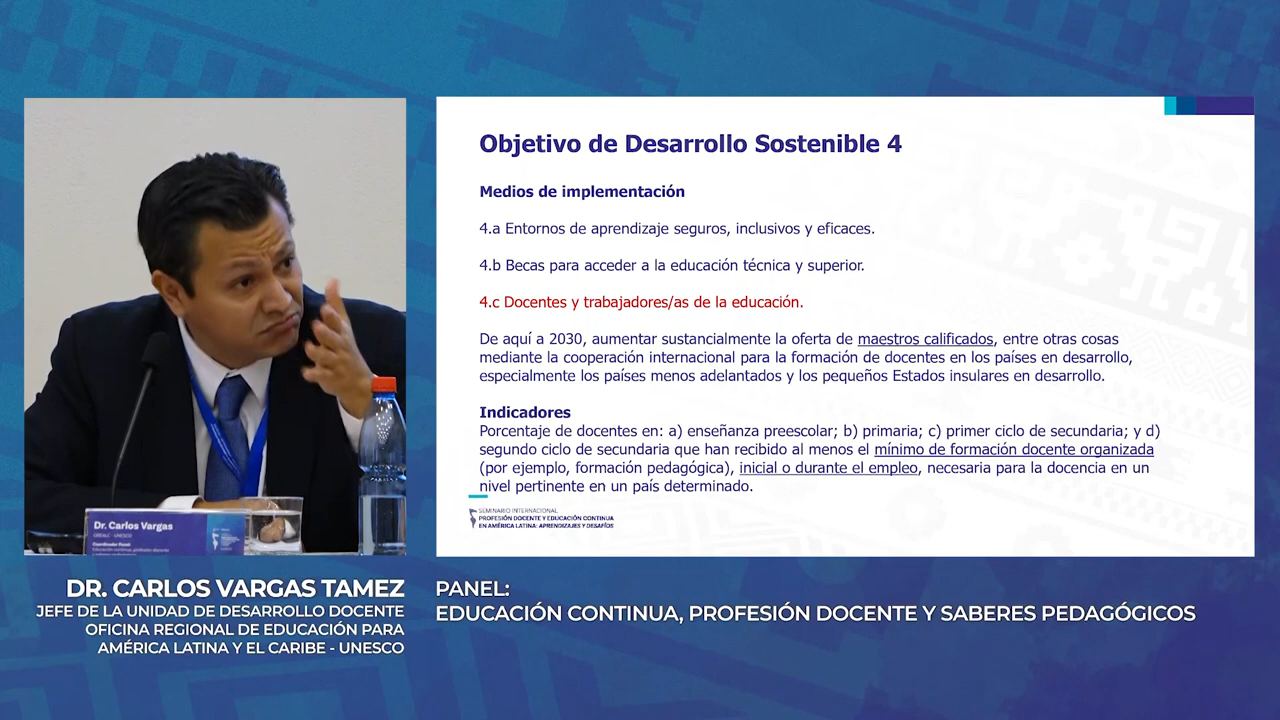 Objetivo de Desarrollo Sostenible 4
Medios de implementación
4.a Entornos de aprendizaje seguros, inclusivos y eficaces.
4.b Becas para acceder a la educación técnica y superior.
4.c Docentes y trabajadores/as de la educación.
De aquí a 2030, aumentar sustancialmente la oferta de maestros calificados, entre otras cosas
mediante la cooperación internacional para la formación de docentes en los países en desarrollo,
especialmente los países menos adelantados y los pequeños Estados insulares en desarrollo.
Indicadores
Porcentaje de docentes en: a) enseñanza preescolar; b) primaria; c) primer ciclo de secundaria; y d)
segundo ciclo de secundaria que han recibido al menos el mínimo de formación docente organizada
(por ejemplo, formación pedagógica), inicial o durante el empleo, necesaria para la docencia en un
nivel pertinente en un país determinado.
SEMINARIO INTERNACIONAL
PROFESIÓN DOCENTE Y EDUCACIÓN CONTINUA
EN AMÉRICA LATINA: APRENDIZAJES Y DESAFÍOS
Dr. Carlos Vargas
OREALC - UNESCO
Coordinador Panel
DR. CARLOS VARGAS TAMEZ
JEFE DE LA UNIDAD DE DESARROLLO DOCENTE
OFICINA REGIONAL DE EDUCACIÓN PARA
AMÉRICA LATINA Y EL CARIBE - UNESCO
PANEL:
EDUCACIÓN CONTINUA, PROFESIÓN DOCENTE Y SABERES PEDAGÓGICOS